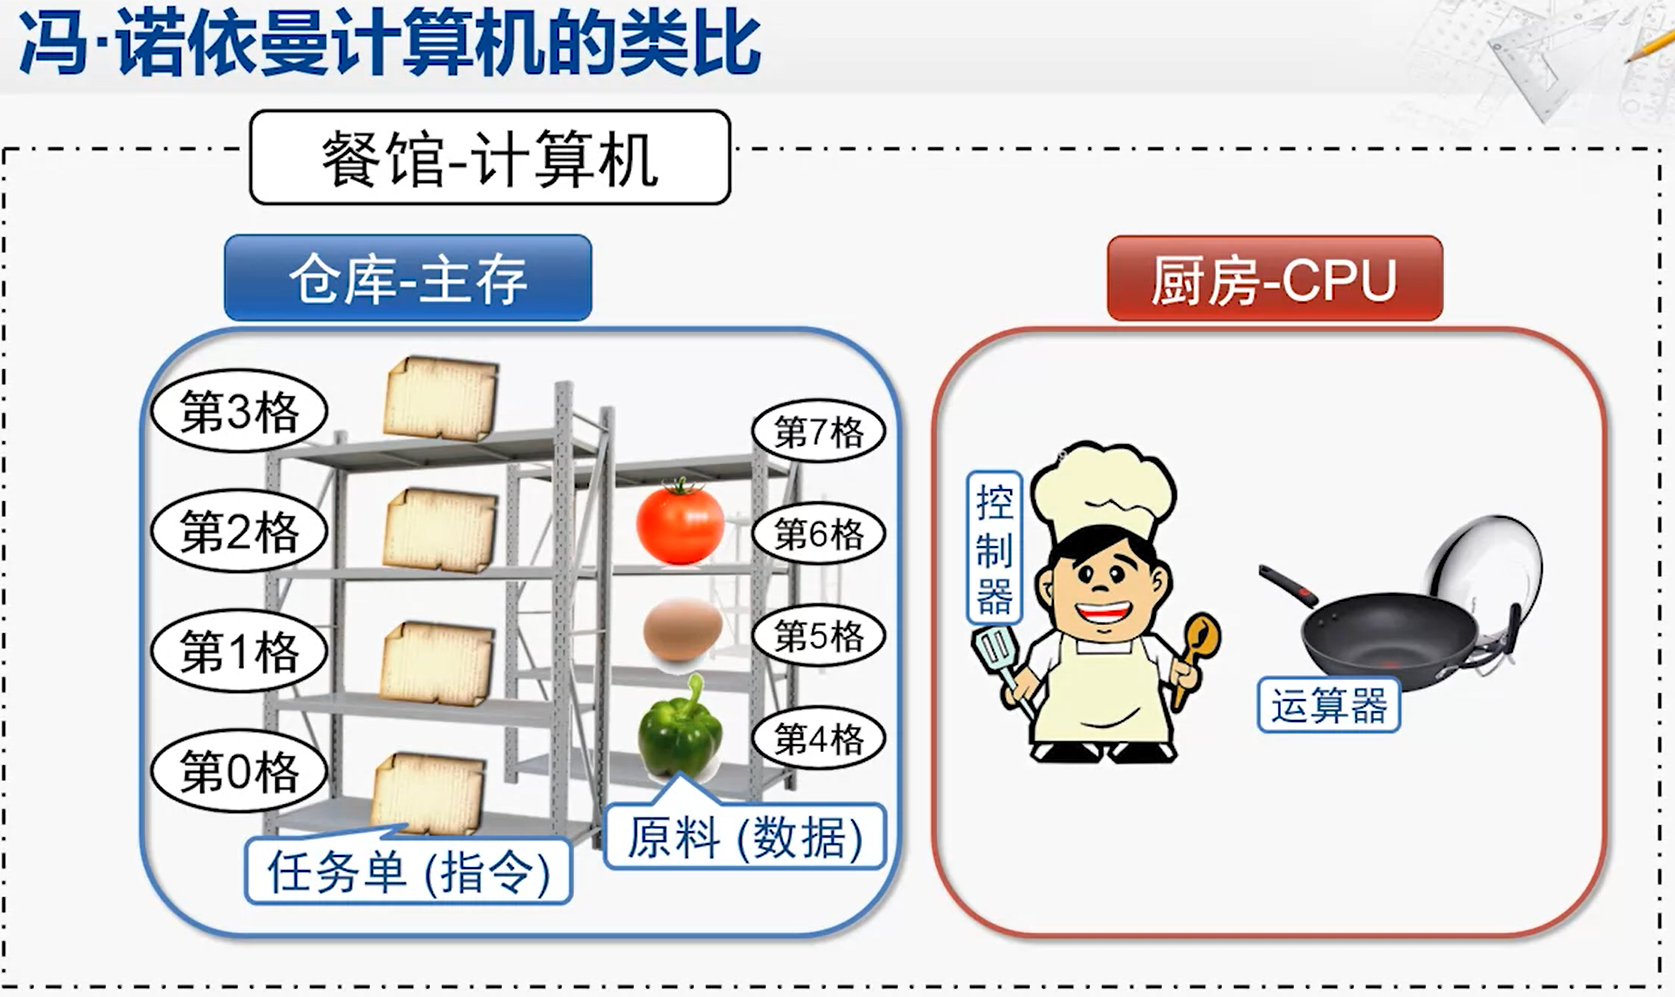 冯·诺依曼计算机的类比
餐馆-计算机
仓库-主存
厨房-CPU
第3格
第2格
第1格
第0格
第7格
第6格
第5格
第4格
任务单 (指令)
原料 (数据)
控制器
运算器